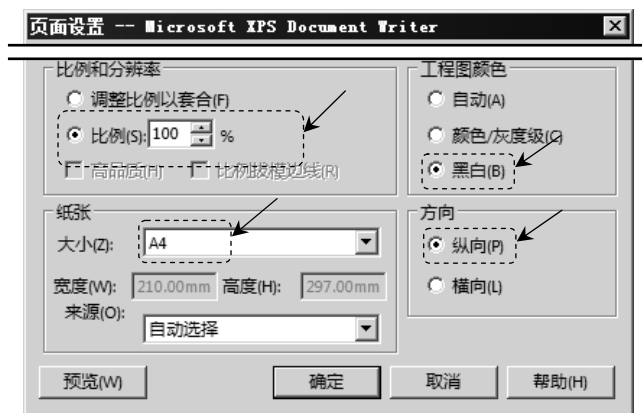 页面设置 -- Microsoft XPS Document Writer
比例和分辨率
调整比例以套合(F)
比例(S): 100 %
高品质(H) 比例拔模边线(R)
工程图颜色
自动(A)
颜色/灰度级(C)
黑白(B)
纸张
大小(Z): A4
宽度(W): 210.00mm 高度(H): 297.00mm
来源(O):
自动选择
方向
纵向(P)
横向(L)
预览(W) 确定 取消 帮助(H)